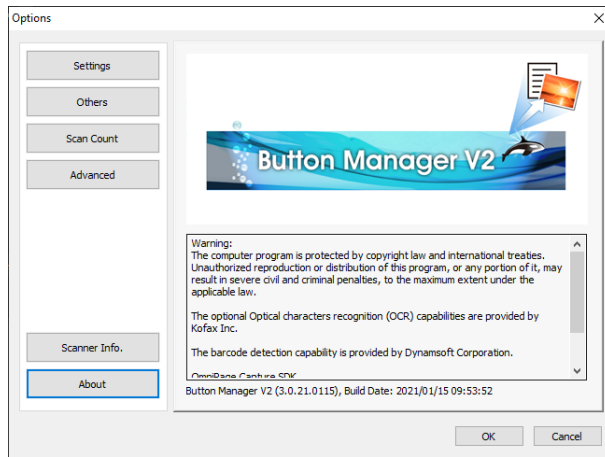 Options
Settings
Others
Scan Count
Advanced
Scanner Info.
About
Button Manager V2
Warning:
The computer program is protected by copyright law and international treaties.
Unauthorized reproduction or distribution of this program, or any portion of it, may
result in severe civil and criminal penalties, to the maximum extent under the
applicable law.
The optional Optical characters recognition (OCR) capabilities are provided by
Kofax Inc.
The barcode detection capability is provided by Dynamsoft Corporation.
OmniPage Capture SDK
Button Manager V2 (3.0.21.0115), Build Date: 2021/01/15 09:53:52
OK
Cancel